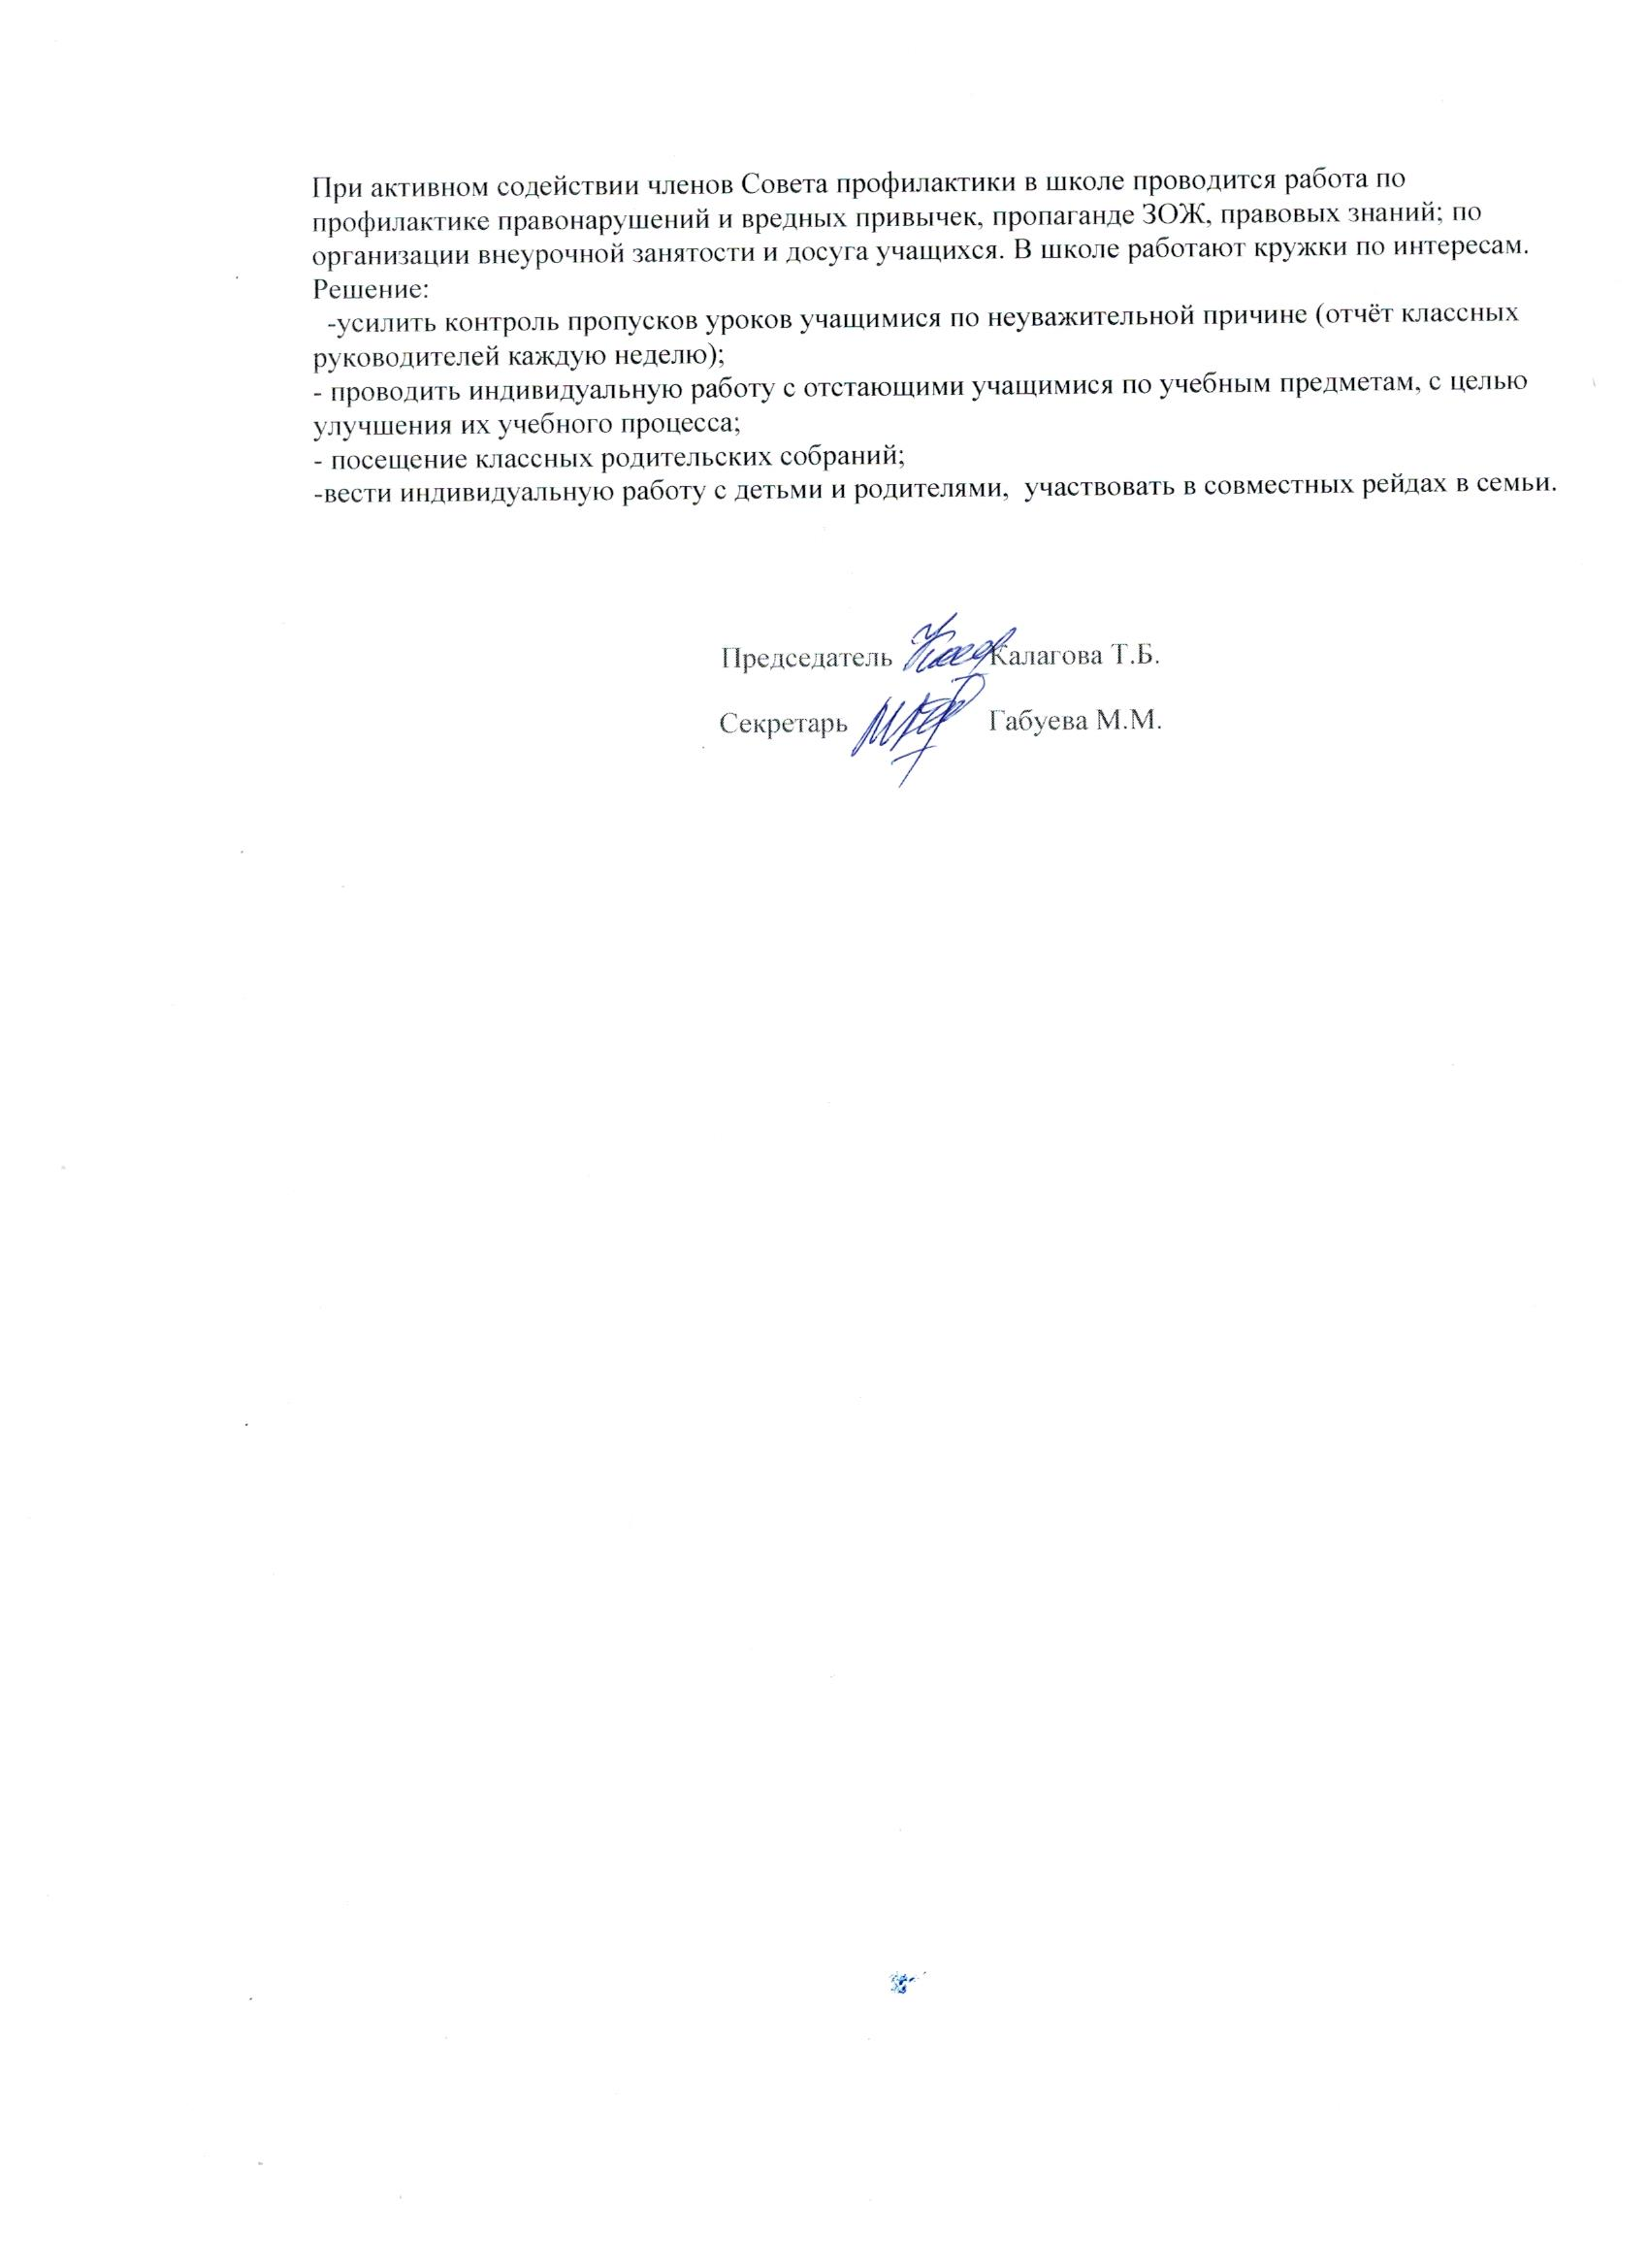 При активном содействии членов Совета профилактики в школе проводится работа по
профилактике правонарушений и вредных привычек, пропаганде ЗОЖ, правовых знаний; по
организации внеурочной занятости и досуга учащихся. В школе работают кружки по интересам.
Решение:
-усилить контроль пропусков уроков учащимися по неуважительной причине (отчёт классных
руководителей каждую неделю);
- проводить индивидуальную работу с отстающими учащимися по учебным предметам, с целью
улучшения их учебного процесса;
- посещение классных родительских собраний;
-вести индивидуальную работу с детьми и родителями, участвовать в совместных рейдах в семьи.
Председатель Калагова Т.Б.
Секретарь Габуева М.М.